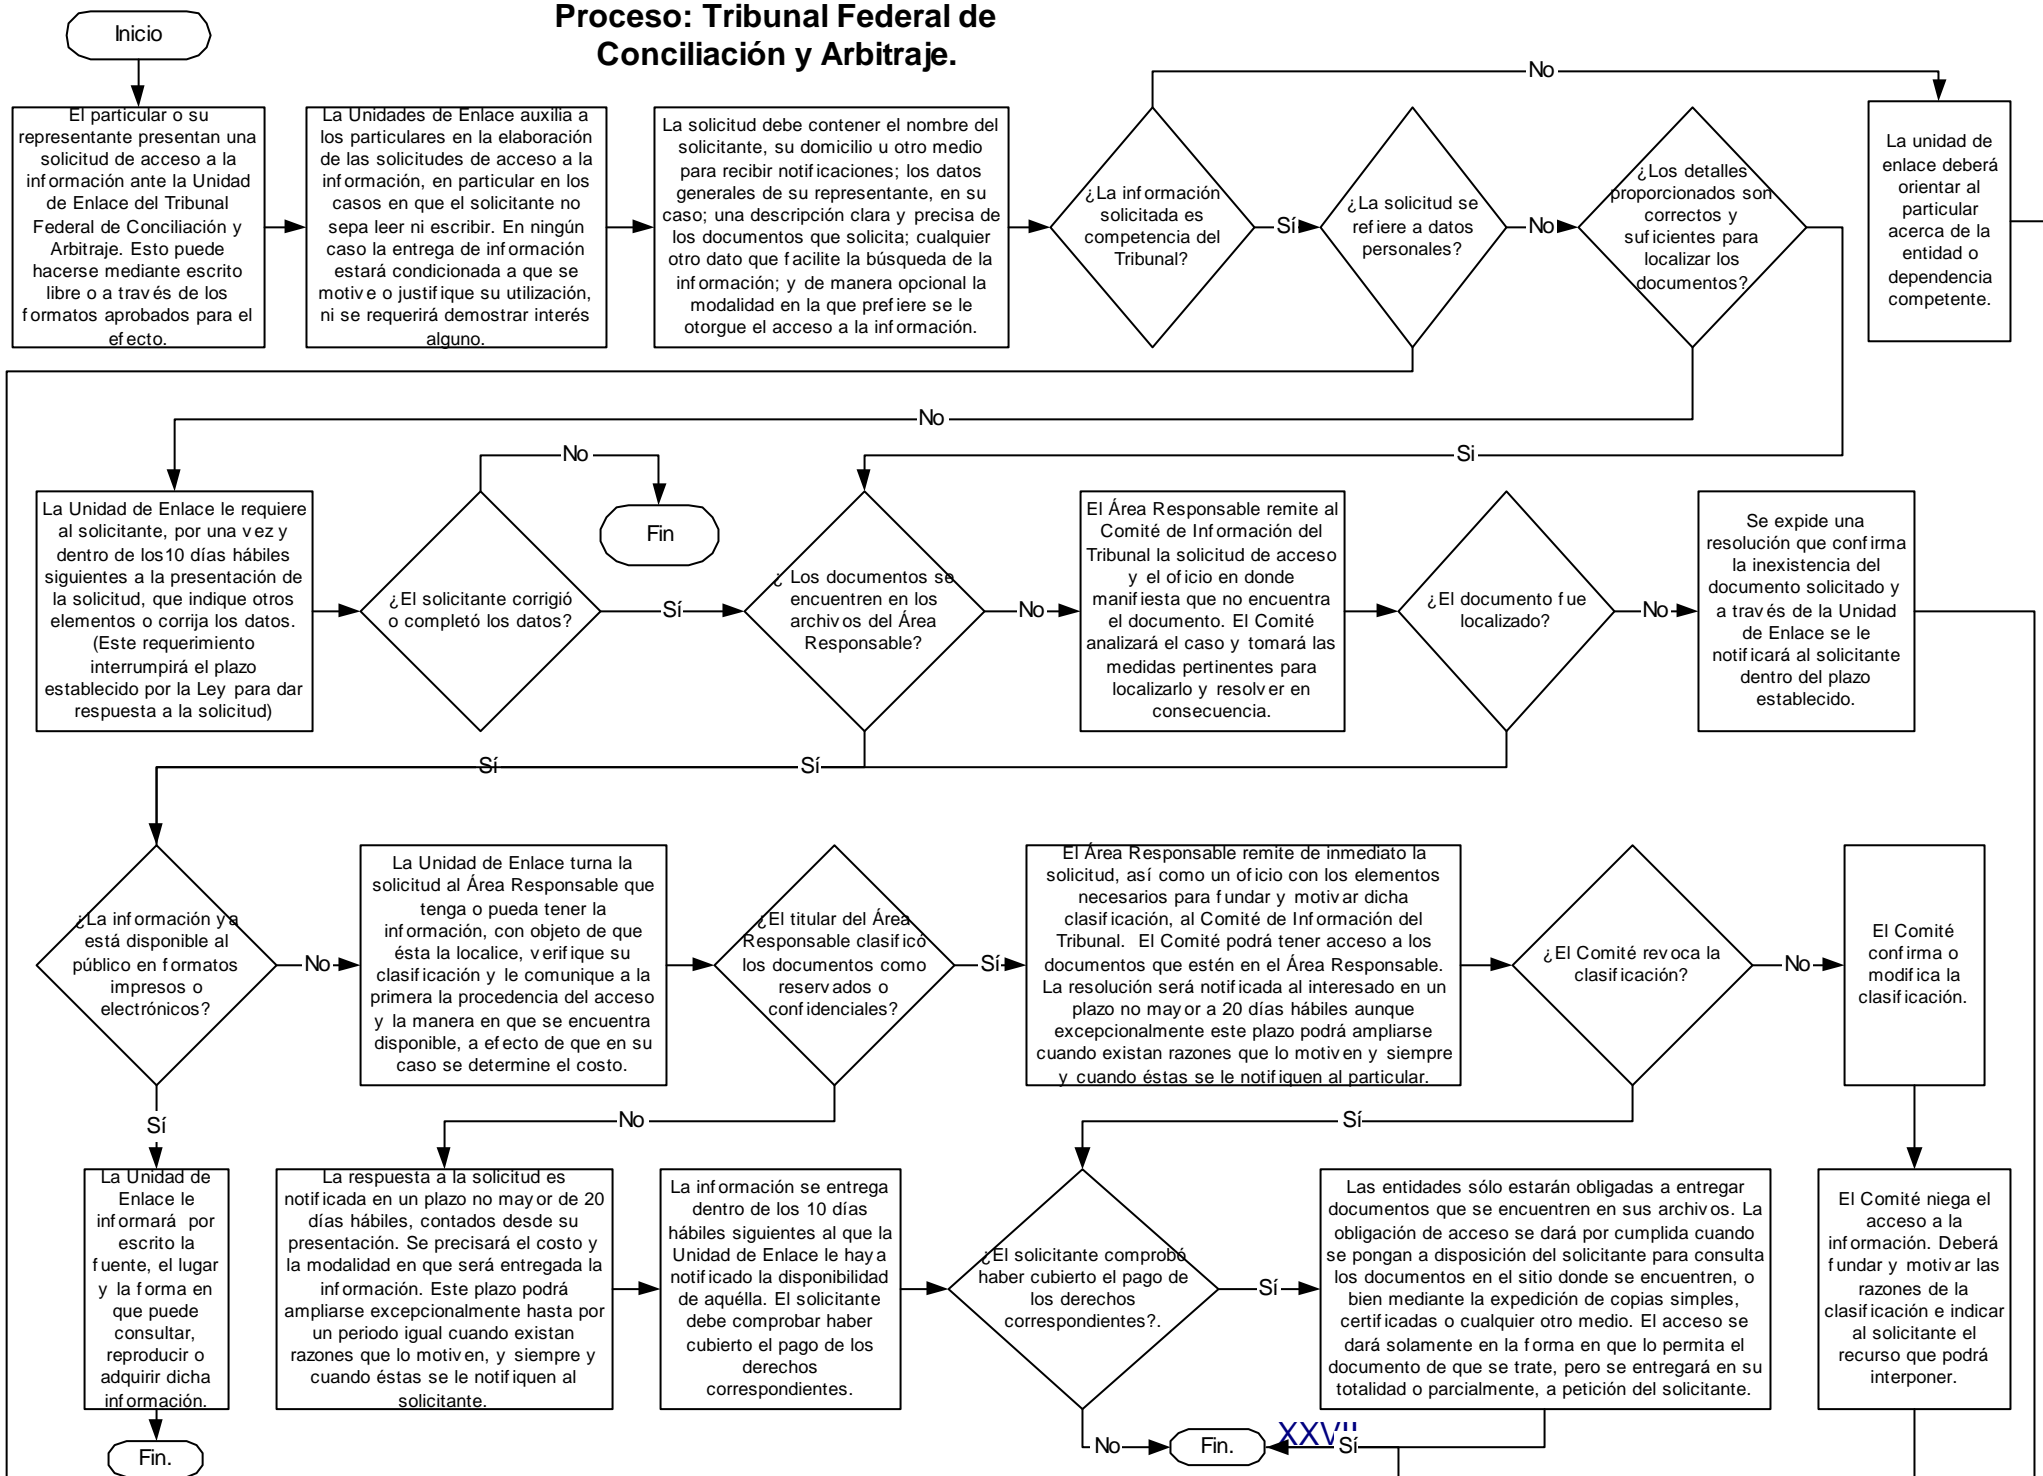 Proceso: Tribunal Federal de
Conciliación y Arbitraje.
Inicio
El particular o su
representante presentan una
solicitud de acceso a la
información ante la Unidad
de Enlace del Tribunal
Federal de Conciliación y
Arbitraje. Esto puede
hacerse mediante escrito
libre o a través de los
formatos aprobados para el
efecto.
La Unidades de Enlace auxilia a
los particulares en la elaboración
de las solicitudes de acceso a la
información, en particular en los
casos en que el solicitante no
sepa leer ni escribir. En ningún
caso la entrega de información
estará condicionada a que se
motive o justifique su utilización,
ni se requerirá demostrar interés
alguno.
La solicitud debe contener el nombre del
solicitante, su domicilio u otro medio
para recibir notificaciones; los datos
generales de su representante, en su
caso; una descripción clara y precisa de
los documentos que solicita; cualquier
otro dato que facilite la búsqueda de la
información; y de manera opcional la
modalidad en la que prefiere se le
otorgue el acceso a la información.
¿La información
solicitada es
competencia del
Tribunal?
No
Sí
¿La solicitud se
refiere a datos
personales?
No
¿Los detalles
proporcionados son
correctos y
suficientes para
localizar los
documentos?
La unidad de
enlace deberá
orientar al
particular
acerca de la
entidad o
dependencia
competente.
No
Si
La Unidad de Enlace le requiere
al solicitante, por una vez y
dentro de los10 días hábiles
siguientes a la presentación de
la solicitud, que indique otros
elementos o corrija los datos.
(Este requerimiento
interrumpirá el plazo
establecido por la Ley para dar
respuesta a la solicitud)
¿El solicitante corrigió
o completó los datos?
No
Fin
Sí
¿ Los documentos se
encuentren en los
archivos del Área
Responsable?
No
El Área Responsable remite al
Comité de Información del
Tribunal la solicitud de acceso
y el oficio en donde
manifiesta que no encuentra
el documento. El Comité
analizará el caso y tomará las
medidas pertinentes para
localizarlo y resolver en
consecuencia.
¿El documento fue
localizado?
No
Se expide una
resolución que confirma
la inexistencia del
documento solicitado y
a través de la Unidad
de Enlace se le
notificará al solicitante
dentro del plazo
establecido.
Sí
Sí
¿La información ya
está disponible al
público en formatos
impresos o
electrónicos?
No
La Unidad de Enlace turna la
solicitud al Área Responsable que
tenga o pueda tener la
información, con objeto de que
ésta la localice, verifique su
clasificación y le comunique a la
primera la procedencia del acceso
y la manera en que se encuentra
disponible, a efecto de que en su
caso se determine el costo.
¿El titular del Área
Responsable clasificó
los documentos como
reservados o
confidenciales?
Sí
El Área Responsable remite de inmediato la
solicitud, así como un oficio con los elementos
necesarios para fundar y motivar dicha
clasificación, al Comité de Información del
Tribunal. El Comité podrá tener acceso a los
documentos que estén en el Área Responsable.
La resolución será notificada al interesado en un
plazo no mayor a 20 días hábiles aunque
excepcionalmente este plazo podrá ampliarse
cuando existan razones que lo motiven y siempre
y cuando éstas se le notifiquen al particular.
¿El Comité revoca la
clasificación?
No
El Comité
confirma o
modifica la
clasificación.
Sí
No
Sí
La Unidad de
Enlace le
informará por
escrito la
fuente, el lugar
y la forma en
que puede
consultar,
reproducir o
adquirir dicha
información.
La respuesta a la solicitud es
notificada en un plazo no mayor de 20
días hábiles, contados desde su
presentación. Se precisará el costo y
la modalidad en que será entregada la
información. Este plazo podrá
ampliarse excepcionalmente hasta por
un periodo igual cuando existan
razones que lo motiven, y siempre y
cuando éstas se le notifiquen al
solicitante.
La información se entrega
dentro de los 10 días
hábiles siguientes al que la
Unidad de Enlace le haya
notificado la disponibilidad
de aquélla. El solicitante
debe comprobar haber
cubierto el pago de los
derechos
correspondientes.
¿El solicitante comprobó
haber cubierto el pago de
los derechos
correspondientes?.
Sí
Las entidades sólo estarán obligadas a entregar
documentos que se encuentren en sus archivos. La
obligación de acceso se dará por cumplida cuando
se pongan a disposición del solicitante para consulta
los documentos en el sitio donde se encuentren, o
bien mediante la expedición de copias simples,
certificadas o cualquier otro medio. El acceso se
dará solamente en la forma en que lo permita el
documento de que se trate, pero se entregará en su
totalidad o parcialmente, a petición del solicitante.
El Comité niega el
acceso a la
información. Deberá
fundar y motivar las
razones de la
clasificación e indicar
al solicitante el
recurso que podrá
interponer.
Fin.
No
Fin.
XXVII
Sí